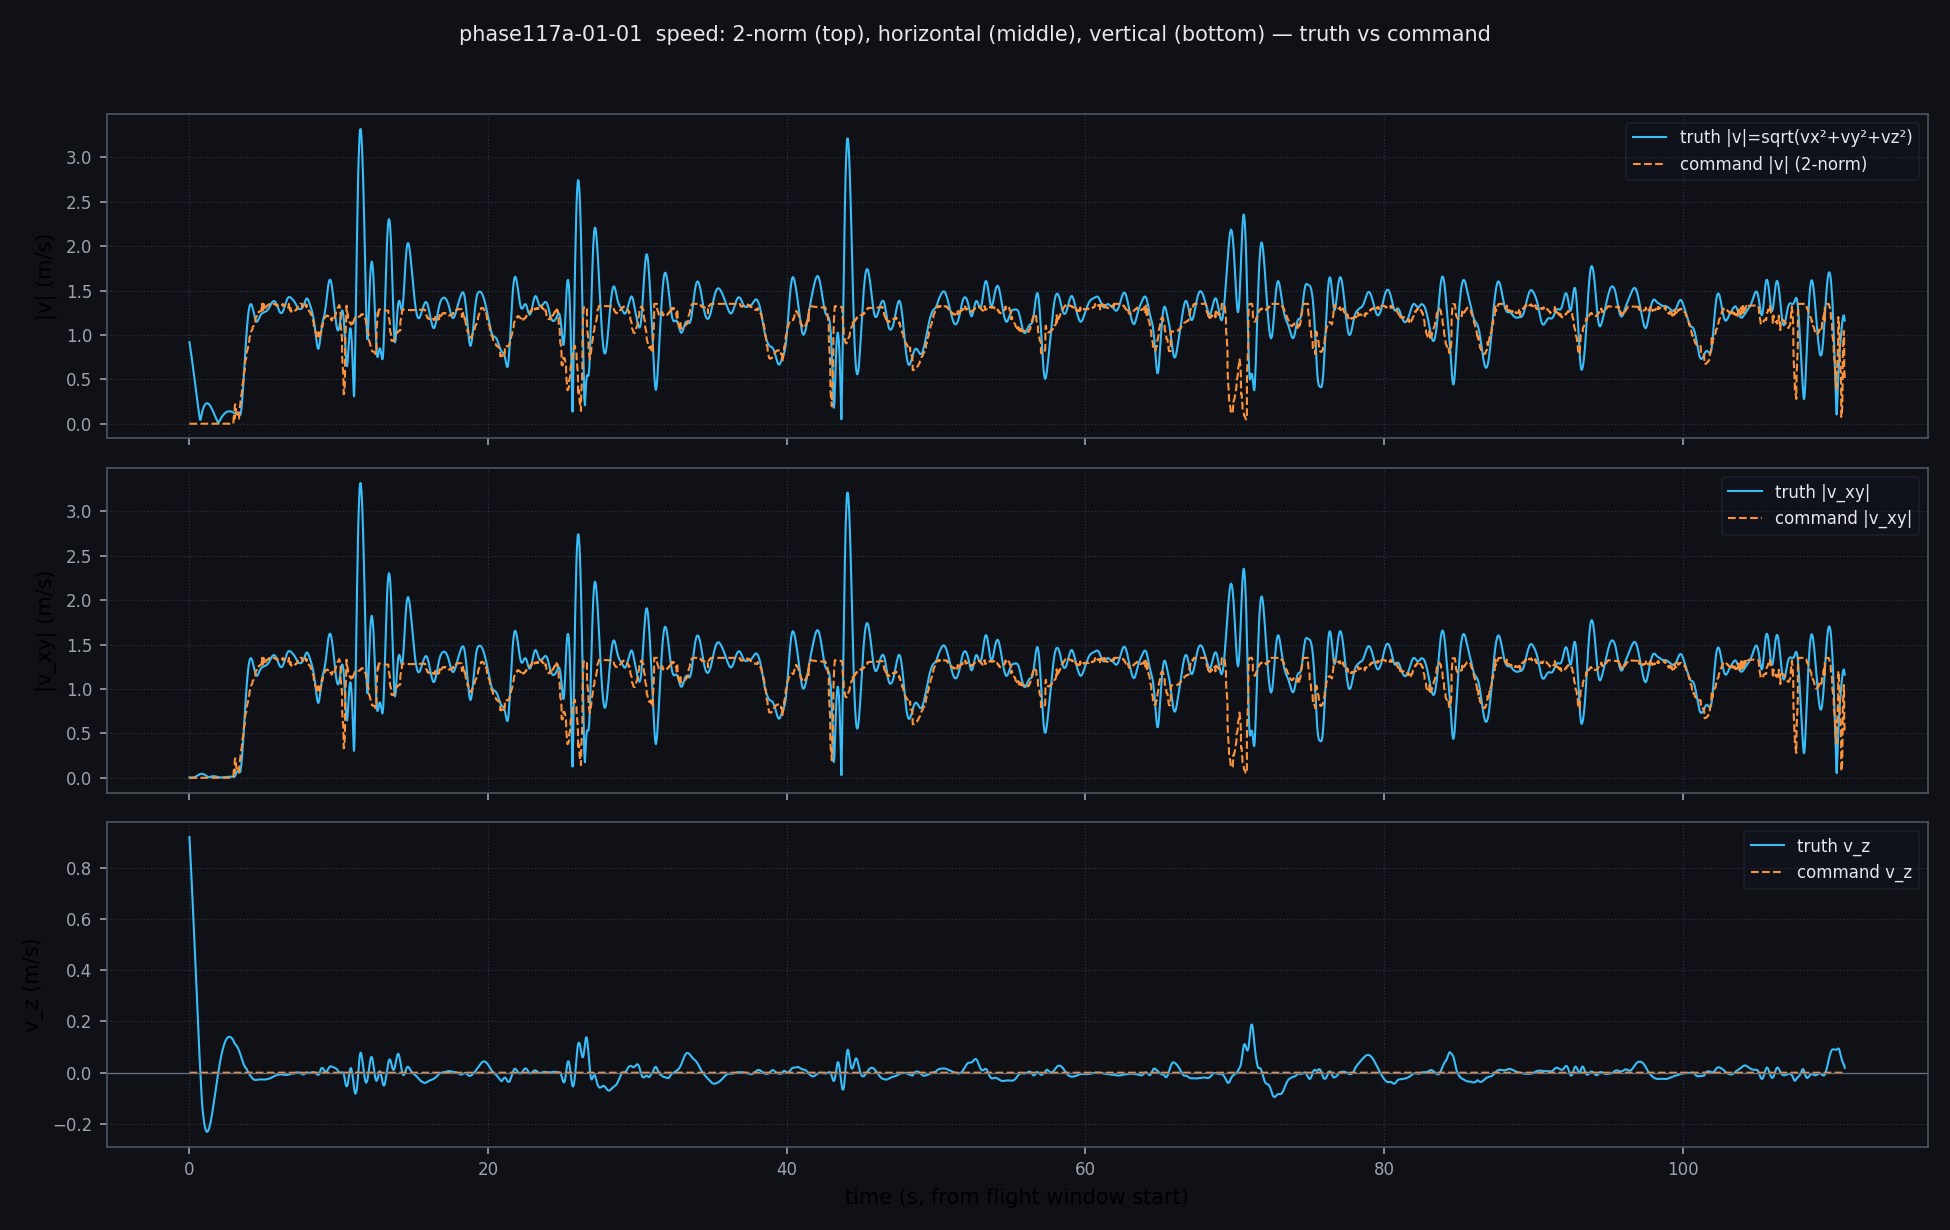 phase117a-01-01  speed: 2-norm (top), horizontal (middle), vertical (bottom) — truth vs command
truth |v|=sqrt(vx²+vy²+vz²)
command |v| (2-norm)
|v| (m/s)
3.0
2.5
2.0
1.5
1.0
0.5
0.0
truth |v_xy|
command |v_xy|
|v_xy| (m/s)
3.0
2.5
2.0
1.5
1.0
0.5
0.0
truth v_z
command v_z
v_z (m/s)
0.8
0.6
0.4
0.2
0.0
−0.2
0 20 40 60 80 100
time (s, from flight window start)